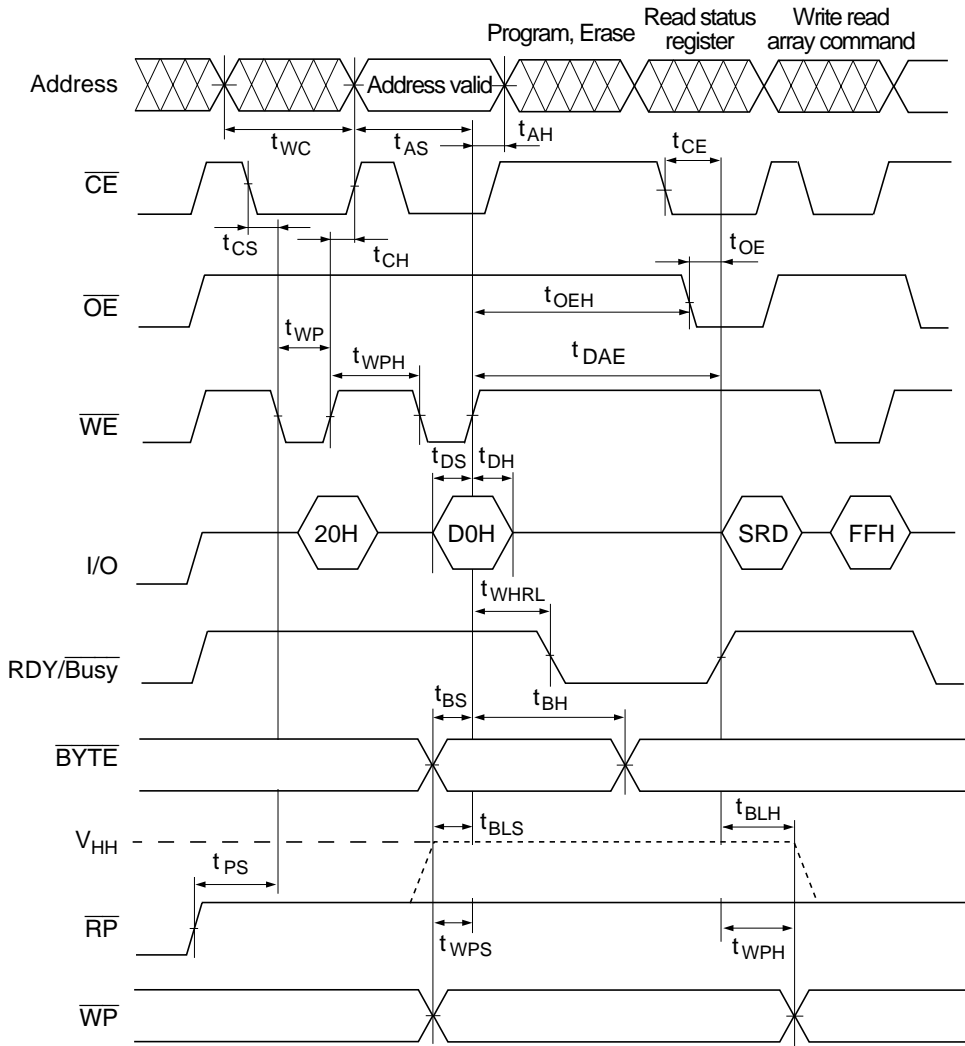 Program, Erase
Read status
register
Write read
array command
Address
Address valid
tWC
tAS
tAH
tCE
CE
tCS
tCH
tOE
OE
tOEH
tWP
tDAE
tWPH
WE
tDS
tDH
20H
D0H
SRD
FFH
I/O
tWHRL
RDY/Busy
tBS
tBH
BYTE
tBLS
tBLH
VHH
tPS
RP
tWPS
tWPH
WP